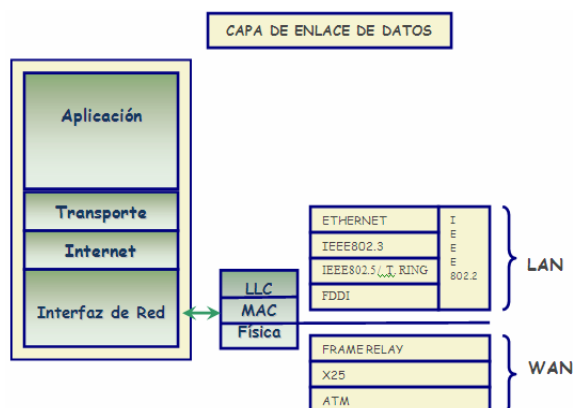 CAPA DE ENLACE DE DATOS
Aplicación
Transporte
Internet
Interfaz de Red
LLC
MAC
Física
ETHERNET
IEEE802.3
IEEE802.5/ T. RING
FDDI
I
E
E
E
802.2
LAN
FRAME RELAY
X25
ATM
WAN